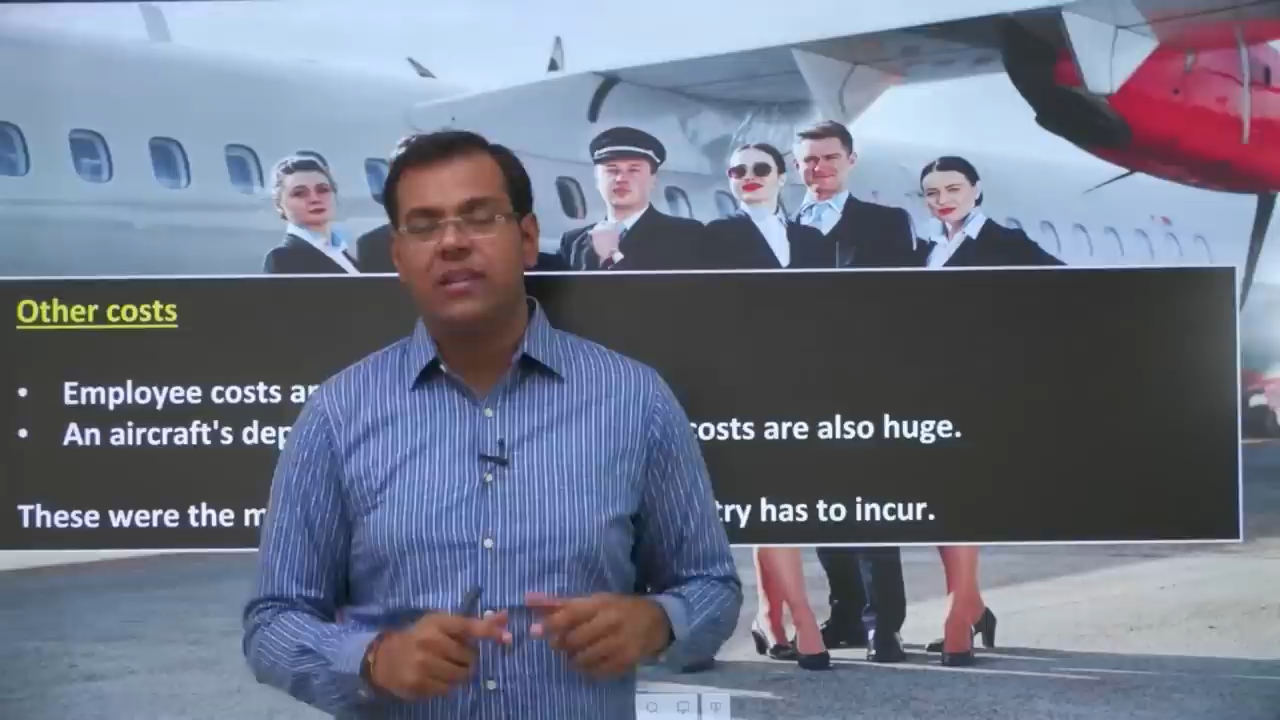 Other costs
• Employee costs ar
• An aircraft's dep costs are also huge.
These were the m try has to incur.